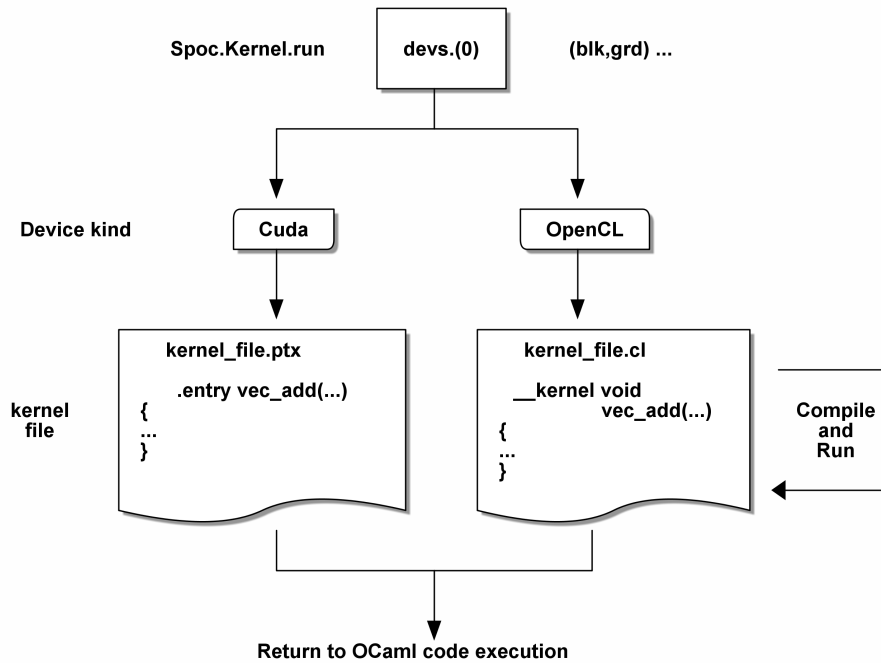 Spoc.Kernel.run devs.(0) (blk,grd) ...
Device kind Cuda OpenCL
kernel_file.ptx
.entry vec_add(...)
{
...
}
kernel_file.cl
__kernel void
vec_add(...)
{
...
}
kernel
file
Compile
and
Run
Return to OCaml code execution